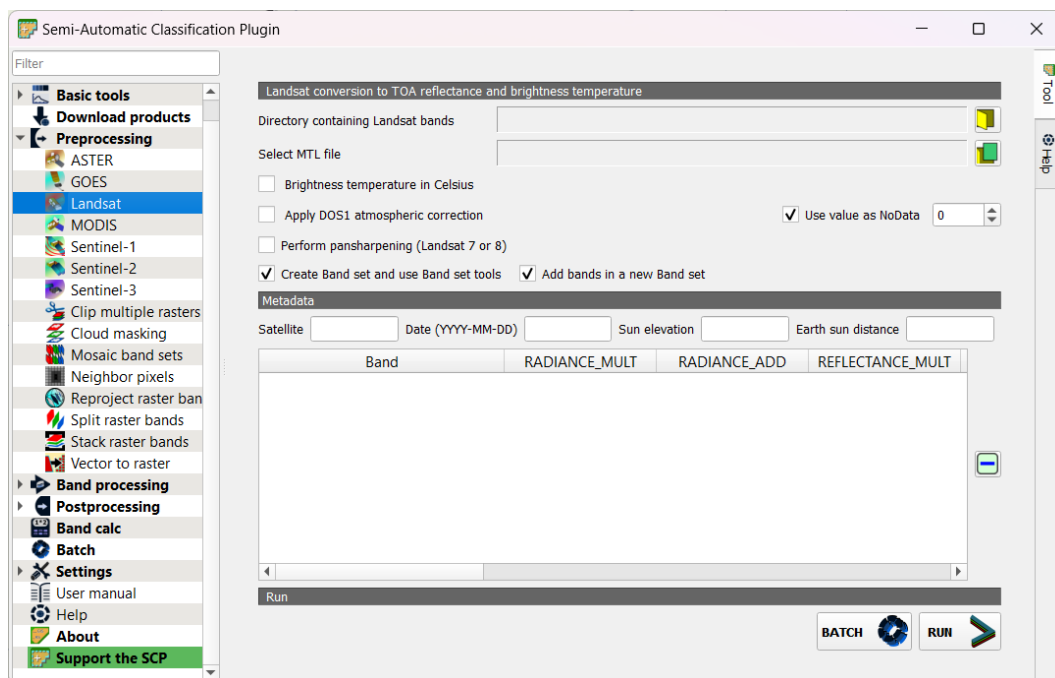 Semi-Automatic Classification Plugin
Filter
Basic tools
Download products
Preprocessing
ASTER
GOES
Landsat
MODIS
Sentinel-1
Sentinel-2
Sentinel-3
Clip multiple rasters
Cloud masking
Mosaic band sets
Neighbor pixels
Reproject raster ban
Split raster bands
Stack raster bands
Vector to raster
Band processing
Postprocessing
Band calc
Batch
Settings
User manual
Help
About
Support the SCP
Landsat conversion to TOA reflectance and brightness temperature
Directory containing Landsat bands
Select MTL file
Brightness temperature in Celsius
Apply DOS1 atmospheric correction Use value as NoData 0
Perform pansharpening (Landsat 7 or 8)
Create Band set and use Band set tools Add bands in a new Band set
Metadata
Satellite Date (YYYY-MM-DD) Sun elevation Earth sun distance
Band RADIANCE_MULT RADIANCE_ADD REFLECTANCE_MULT
Run
BATCH RUN
Tool
Help